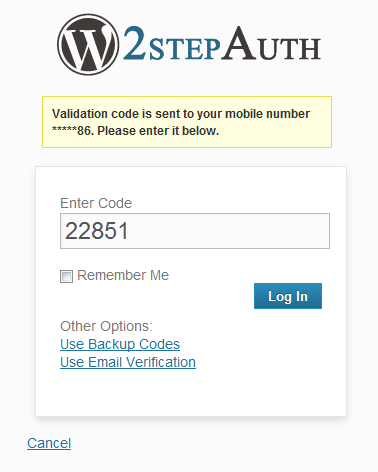 W 2STEPAUTH
Validation code is sent to your mobile number
*****86. Please enter it below.
Enter Code
22851
Remember Me
Log In
Other Options:
Use Backup Codes
Use Email Verification
Cancel